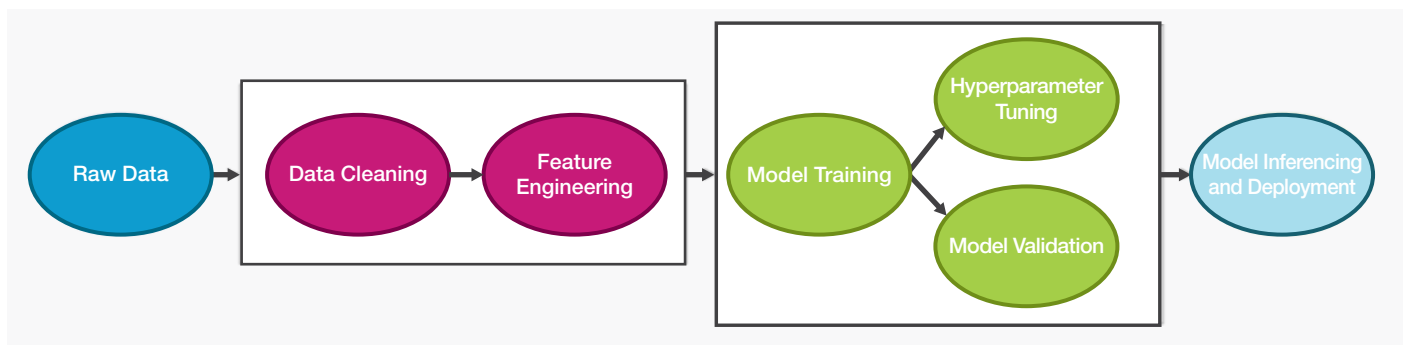 Raw Data
Data Cleaning
Feature
Engineering
Model Training
Hyperparameter
Tuning
Model Validation
Model Inferencing
and Deployment